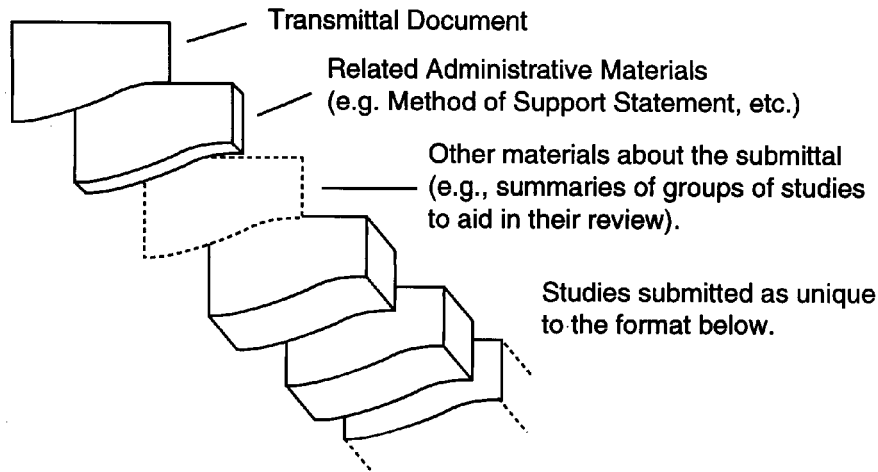 Transmittal Document
Related Administrative Materials
(e.g. Method of Support Statement, etc.)
Other materials about the submittal
(e.g., summaries of groups of studies
to aid in their review).
Studies submitted as unique
to the format below.